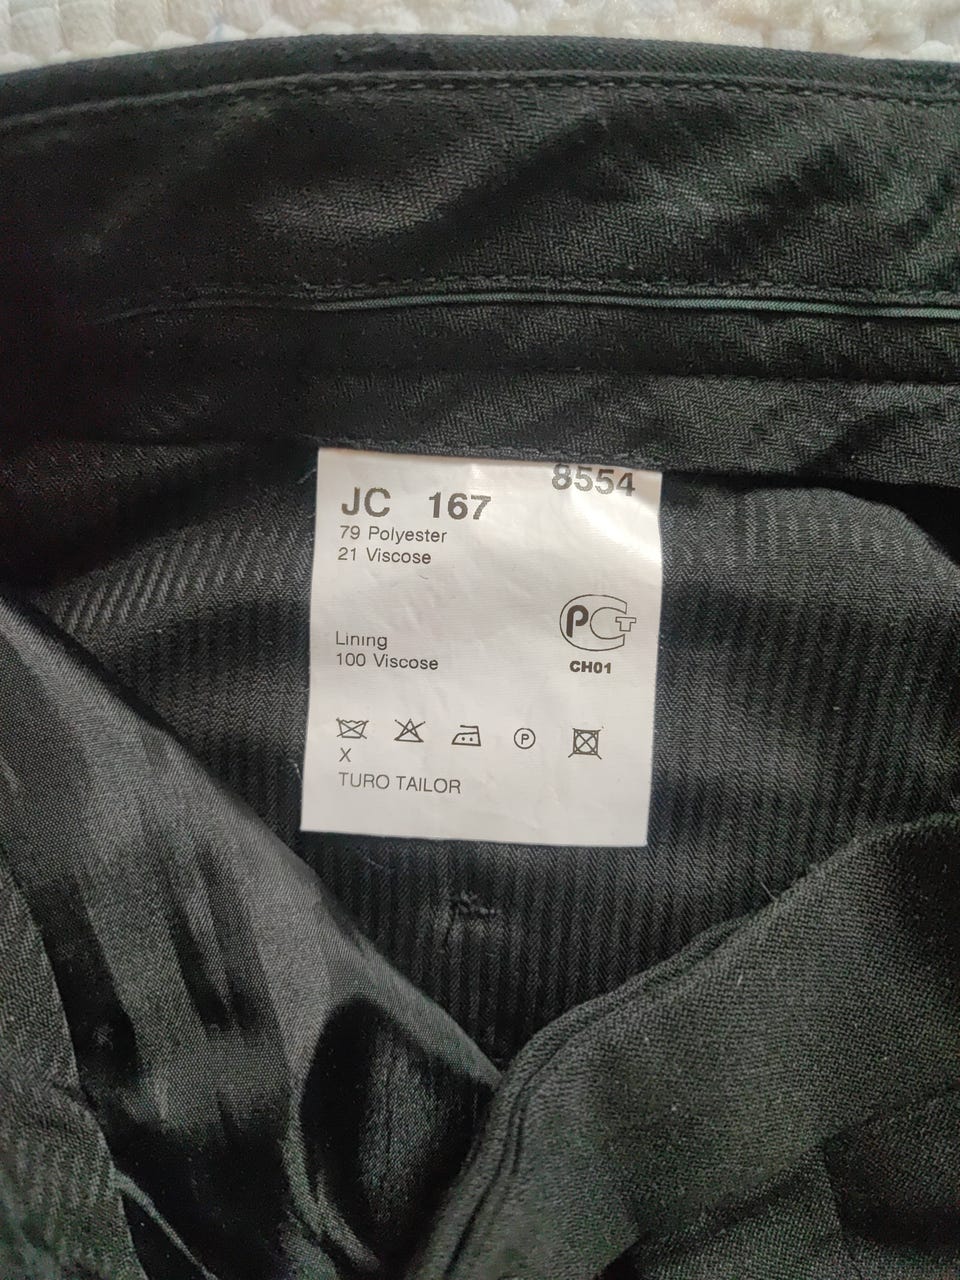 8554
JC 167
79 Polyester
21 Viscose
PCT
CH01
Lining
100 Viscose
P
X
TURO TAILOR